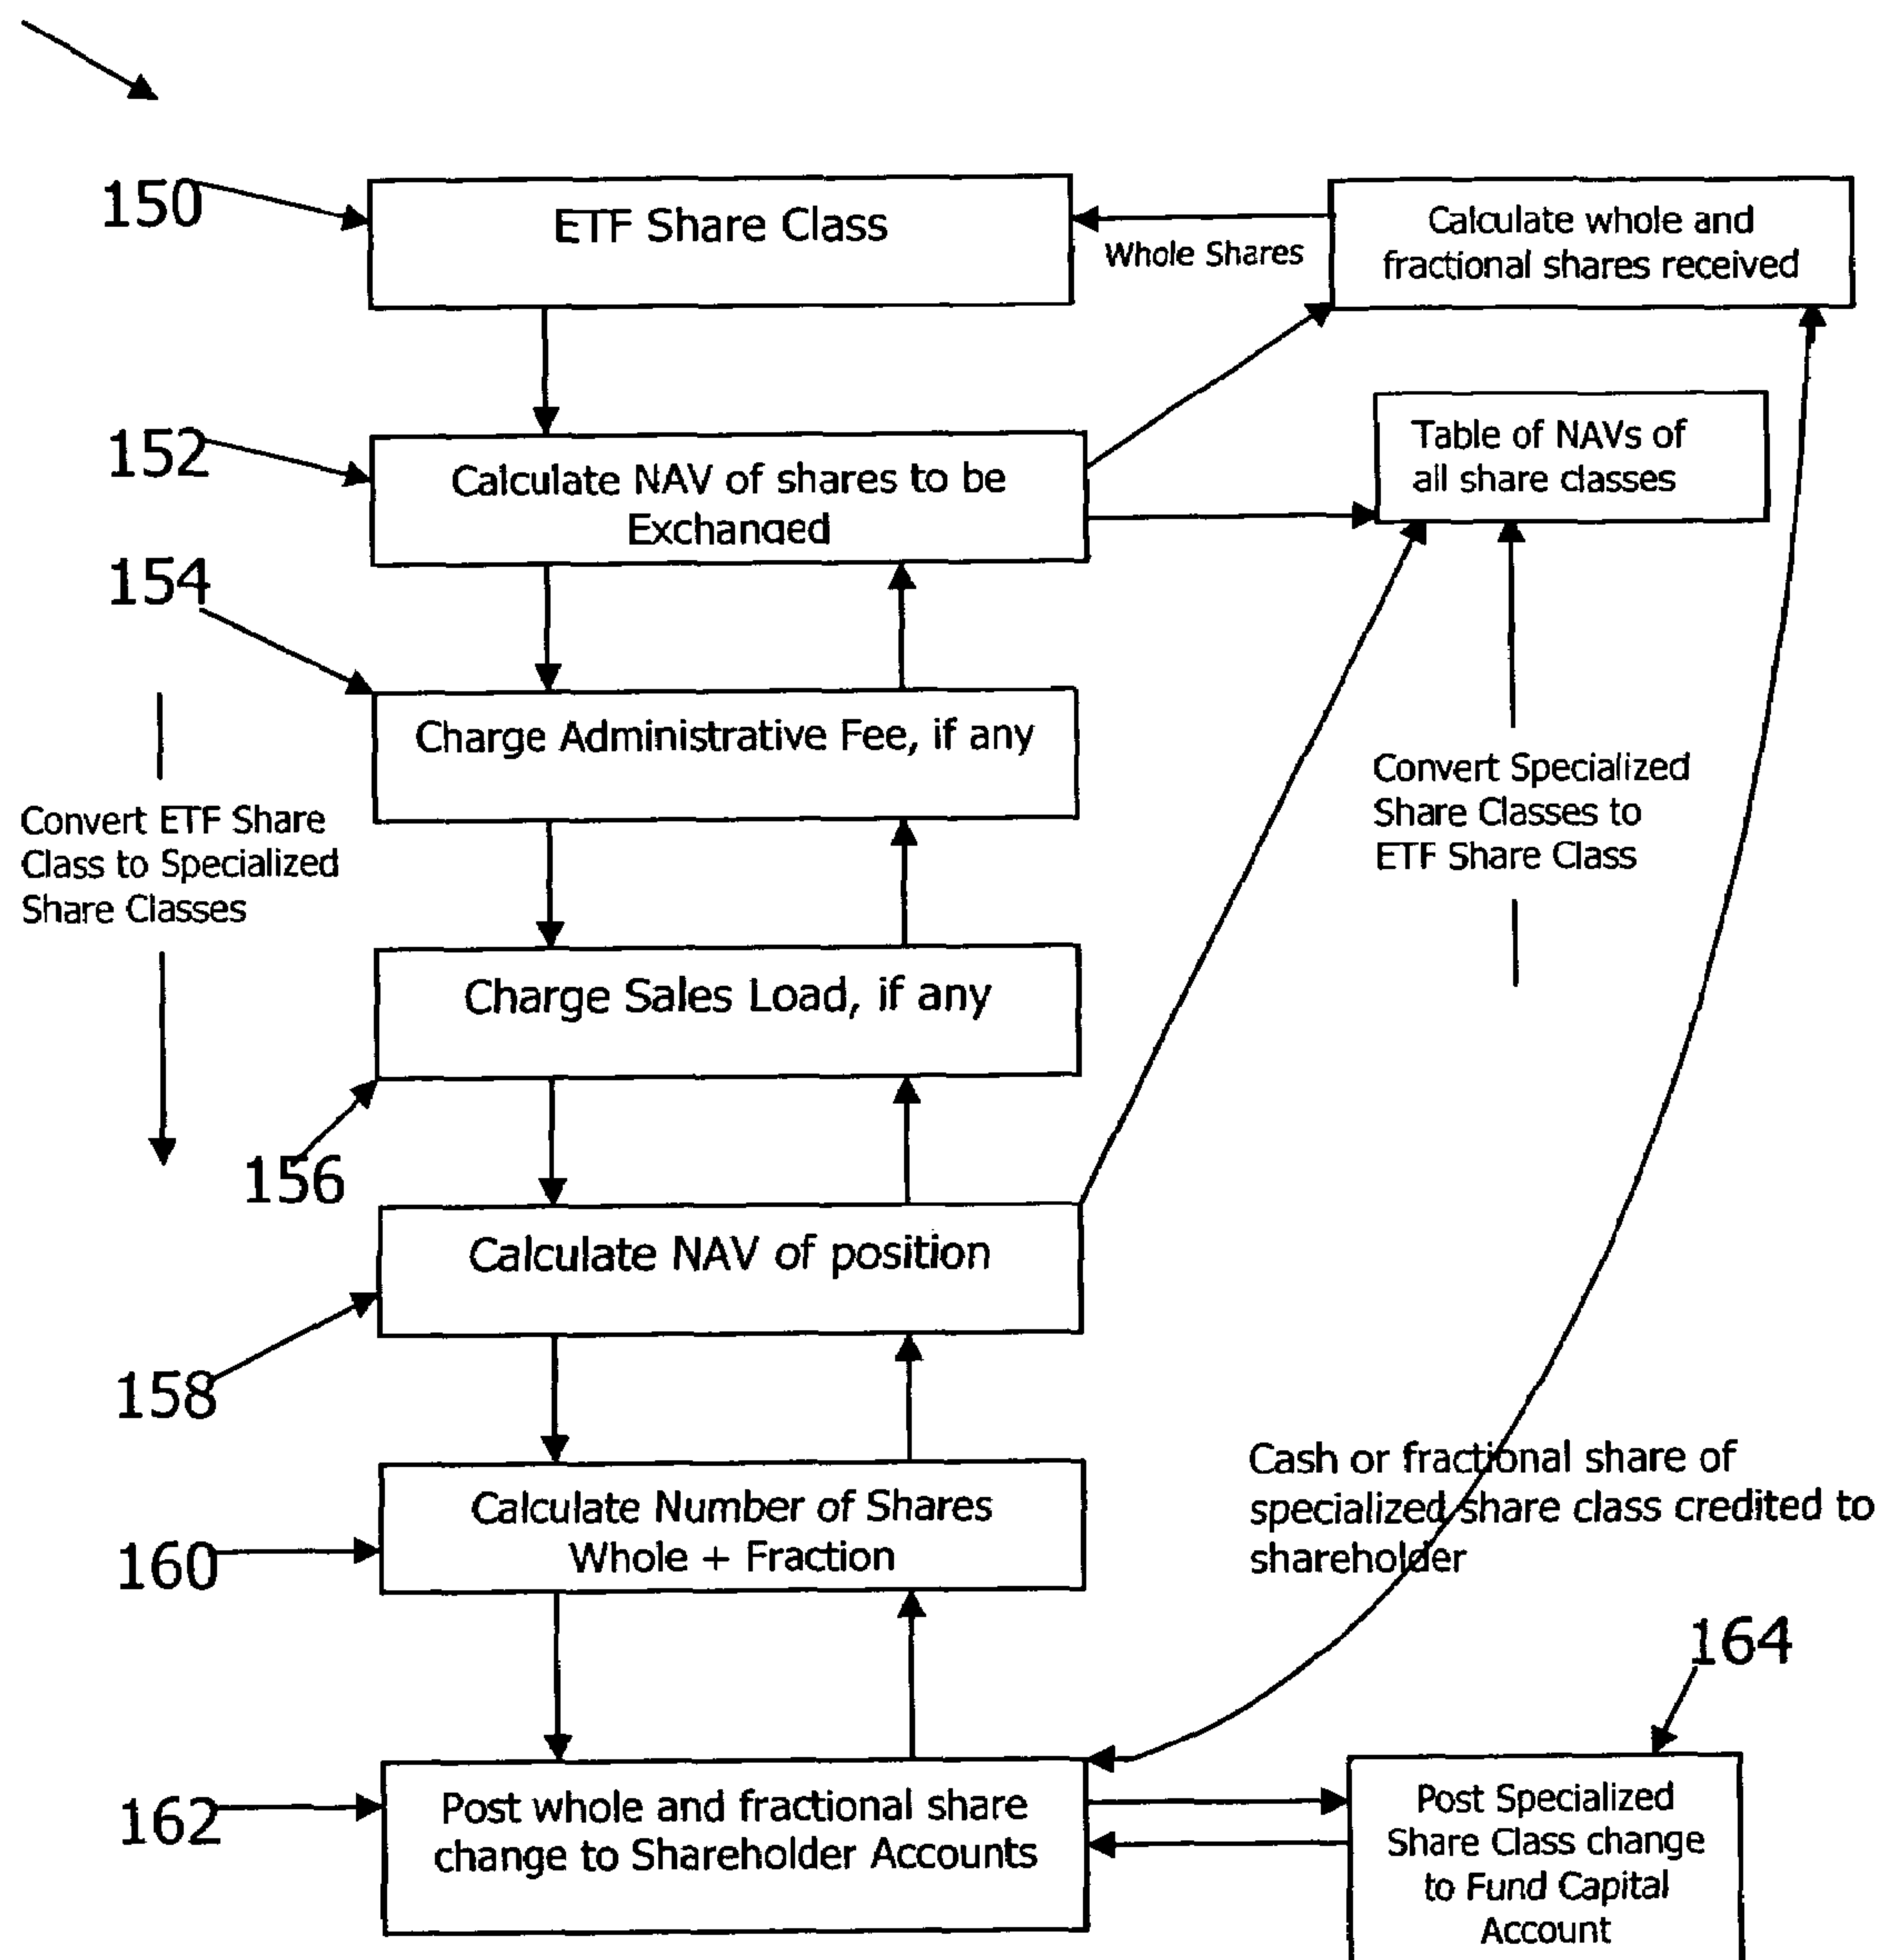 150
ETF Share Class
Whole Shares
Calculate whole and
fractional shares received
152
Calculate NAV of shares to be
Exchanged
Table of NAVs of
all share classes
154
Charge Administrative Fee, if any
Convert ETF Share
Class to Specialized
Share Classes
Convert Specialized
Share Classes to
ETF Share Class
Charge Sales Load, if any
156
Calculate NAV of position
158
Calculate Number of Shares
Whole + Fraction
160
Cash or fractional share of
specialized share class credited to
shareholder
164
162
Post whole and fractional share
change to Shareholder Accounts
Post Specialized
Share Class change
to Fund Capital
Account